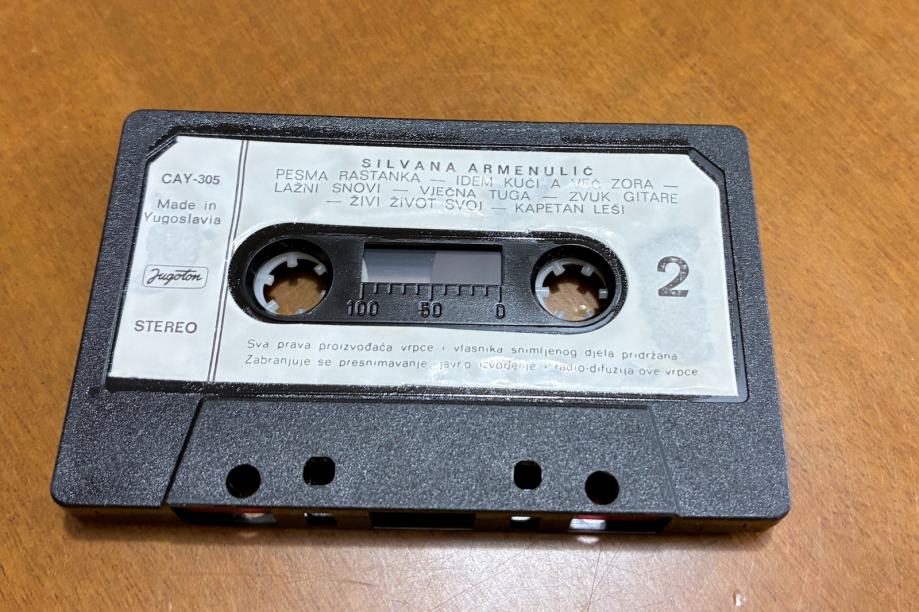 SILVANA ARMENULIĆ
PESMA RASTANKA — IDEM KUĆI A VEĆ ZORA —
LAŽNI SNOVI — VJEČNA TUGA — ZVUK GITARE
— ŽIVI ŽIVOT SVOJ — KAPETAN LEŠI
CAY-305
Made in
Yugoslavia
Jugoton
STEREO
2
100 50 0
Sva prava proizvođača vrpce i vlasnika snimljenog djela pridržana
Zabranjuje se presnimavanje javno izvođenje i radio-difuzija ove vrpce